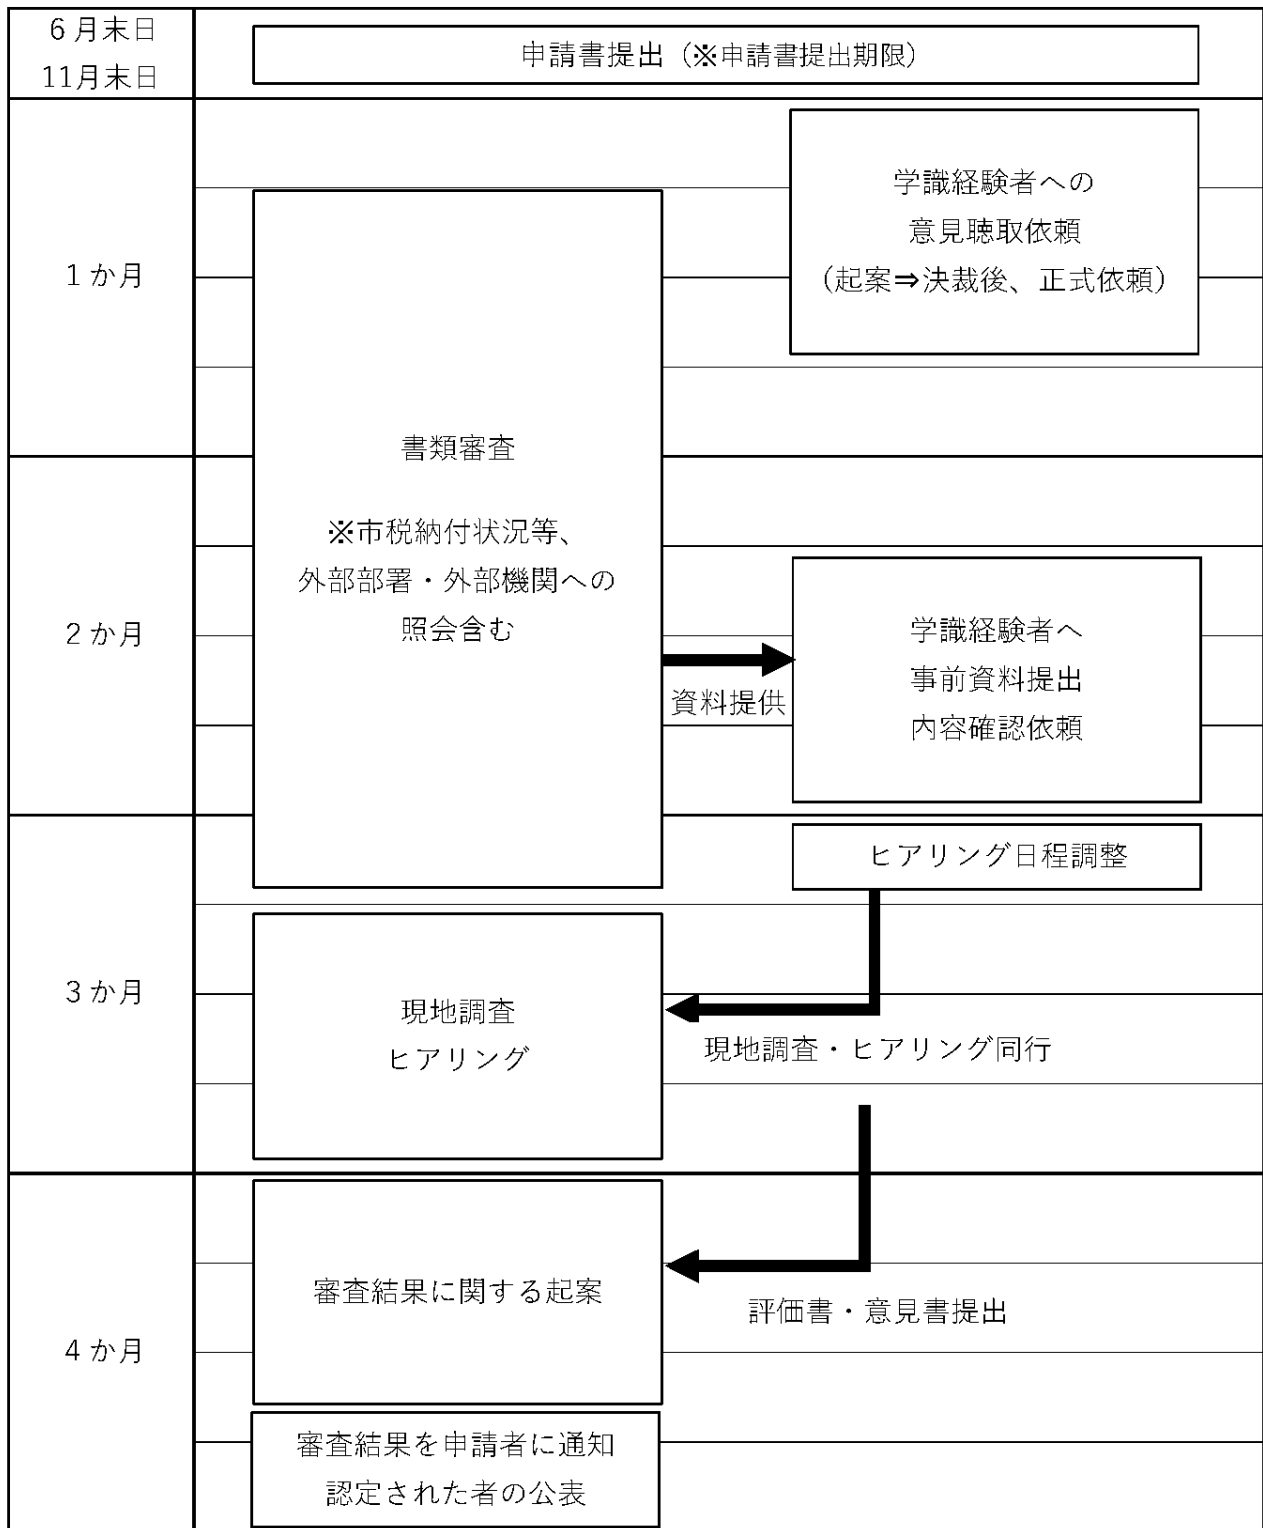 6月末日
11月末日
申請書提出(※申請書提出期限)
1か月
学識経験者への
意見聴取依頼
(起案⇒決裁後、正式依頼)
書類審査
※市税納付状況等、
外部部署・外部機関への
照会含む
2か月
資料提供
学識経験者へ
事前資料提出
内容確認依頼
3か月
ヒアリング日程調整
現地調査
ヒアリング
現地調査・ヒアリング同行
4か月
審査結果に関する起案
評価書・意見書提出
審査結果を申請者に通知
認定された者の公表